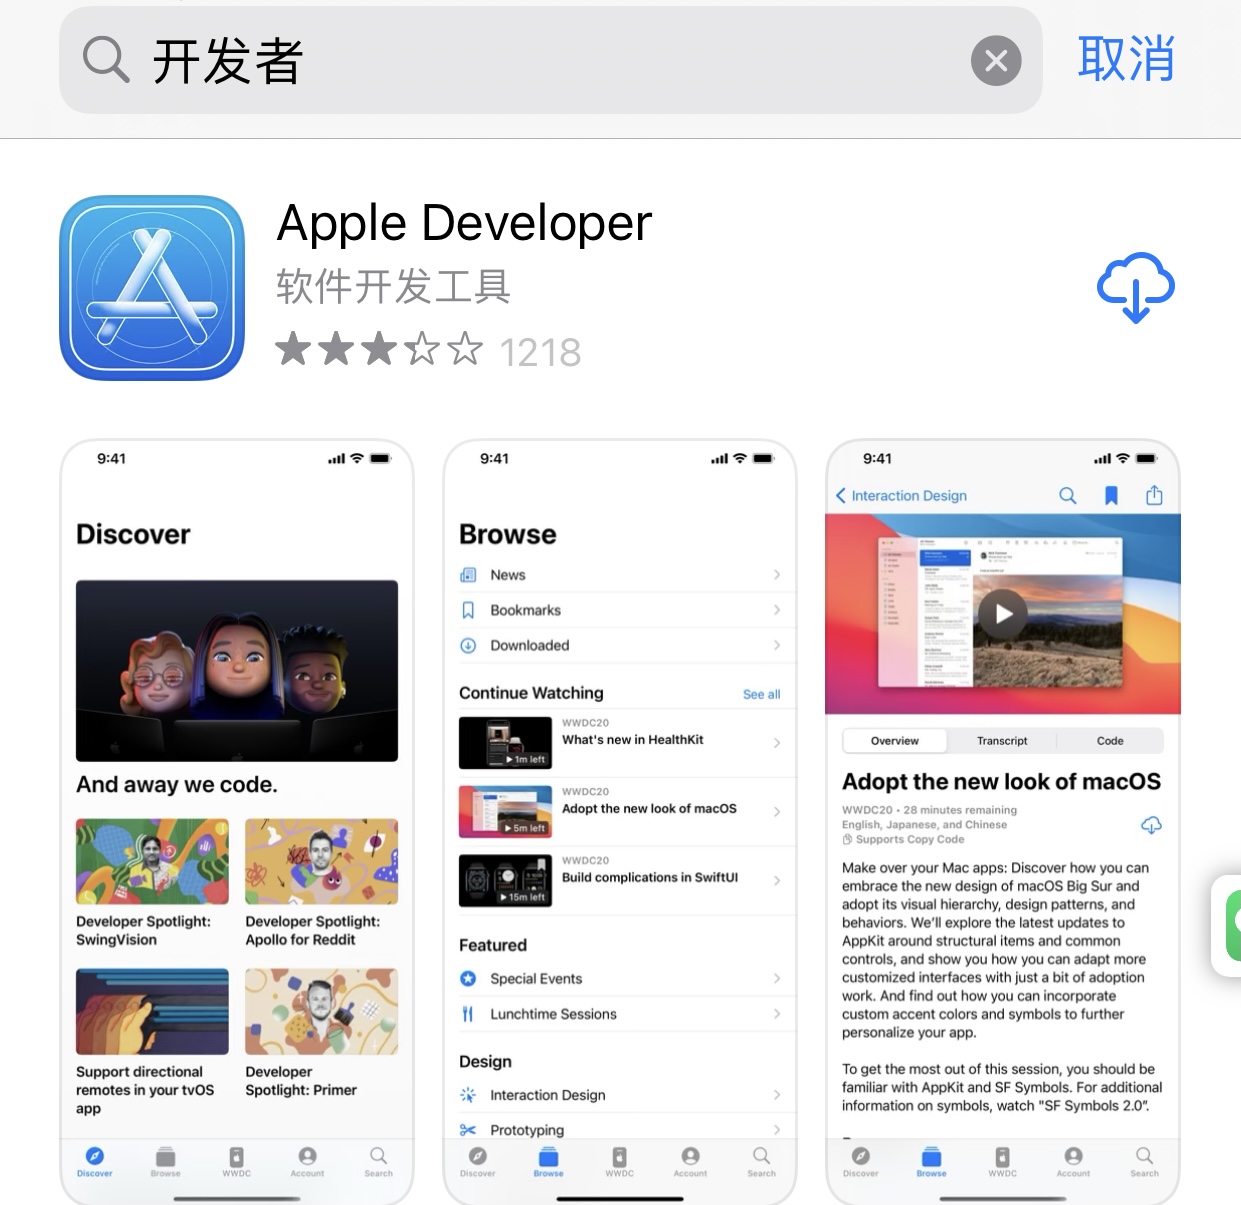 开发者
取消
Apple Developer
软件开发工具
1218
9:41
Discover
And away we code.
Developer Spotlight:
SwingVision
Developer Spotlight:
Apollo for Reddit
Support directional
remotes in your tvOS
app
Developer
Spotlight: Primer
Discover
Browse
WWDC
Account
Search
9:41
Browse
News
Bookmarks
Downloaded
Continue Watching
See all
WWDC20
What's new in HealthKit
1m left
WWDC20
Adopt the new look of macOS
5m left
WWDC20
Build complications in SwiftUI
15m left
Featured
Special Events
Lunchtime Sessions
Design
Interaction Design
Prototyping
Discover
Browse
WWDC
Account
Search
9:41
Interaction Design
Overview
Transcript
Code
Adopt the new look of macOS
WWDC20 • 28 minutes remaining
English, Japanese, and Chinese
Supports Copy Code
Make over your Mac apps: Discover how you can
embrace the new design of macOS Big Sur and
adopt its visual hierarchy, design patterns, and
behaviors. We'll explore the latest updates to
AppKit around structural items and common
controls, and show you how you can adapt more
customized interfaces with just a bit of adoption
work. And find out how you can incorporate
custom accent colors and symbols to further
personalize your app.
To get the most out of this session, you should be
familiar with AppKit and SF Symbols. For additional
information on symbols, watch "SF Symbols 2.0".
Discover
Browse
WWDC
Account
Search